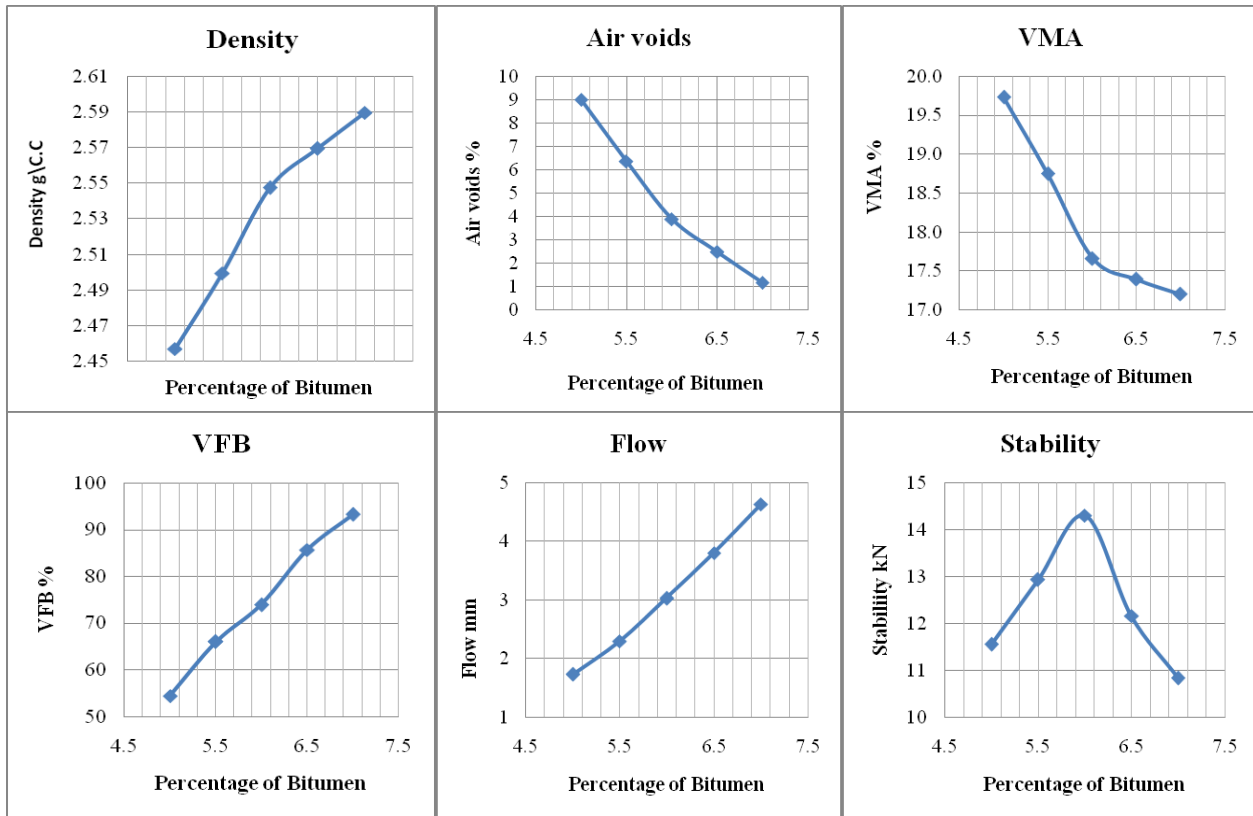 Density
2.61
2.59
2.57
2.55
2.53
2.51
2.49
2.47
2.45
Density g\C.C
Percentage of Bitumen
Air voids
10
9
8
7
6
5
4
3
2
1
0
Air voids %
4.5 5.5 6.5 7.5
Percentage of Bitumen
VMA
20.0
19.5
19.0
18.5
18.0
17.5
17.0
VMA %
4.5 5.5 6.5 7.5
Percentage of Bitumen
VFB
100
90
80
70
60
50
VFB %
4.5 5.5 6.5 7.5
Percentage of Bitumen
Flow
5
4
3
2
1
Flow mm
4.5 5.5 6.5 7.5
Percentage of Bitumen
Stability
15
14
13
12
11
10
Stabiliity kN
4.5 5.5 6.5 7.5
Percentage of Bitumen